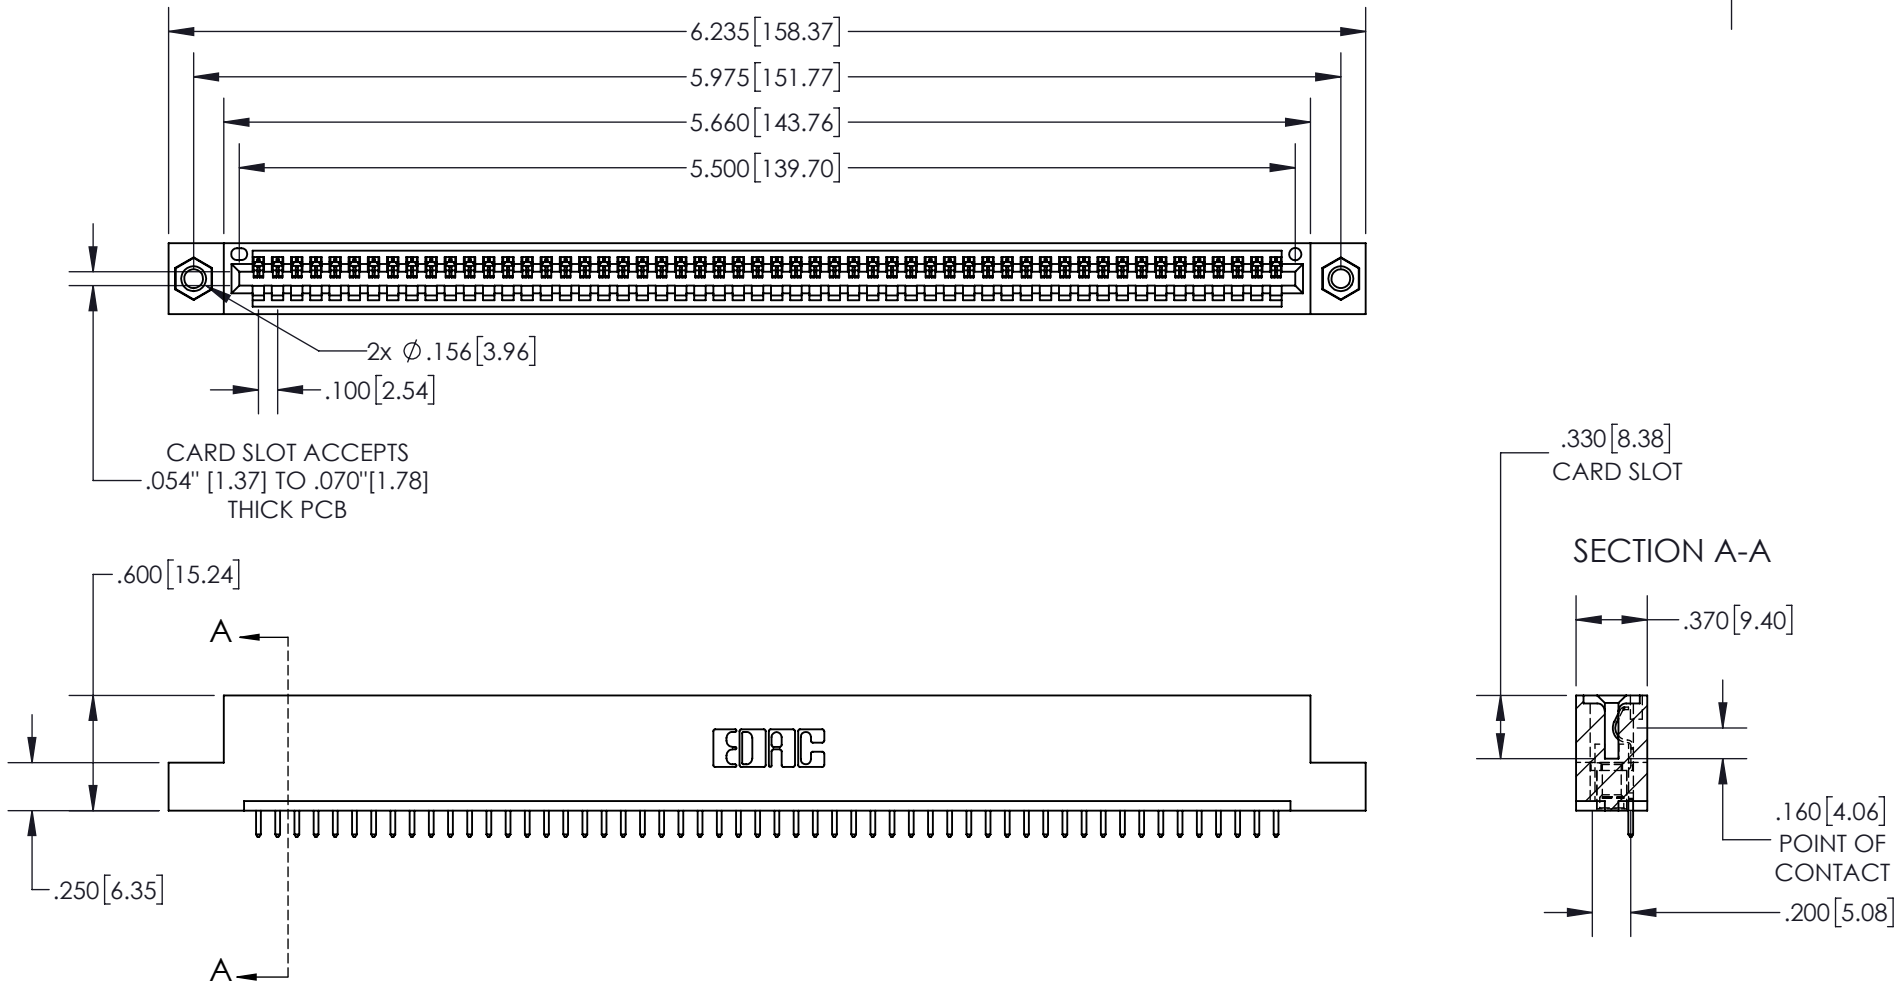 6.235[158.37]
5.975[151.77]
5.660[143.76]
5.500[139.70]
2x ∅.156[3.96]
.100[2.54]
CARD SLOT ACCEPTS
.054" [1.37] TO .070"[1.78]
THICK PCB
.330[8.38]
CARD SLOT
SECTION A-A
.600[15.24]
.370[9.40]
A
EDAC
.160[4.06]
POINT OF
CONTACT
.250[6.35]
.200[5.08]
A